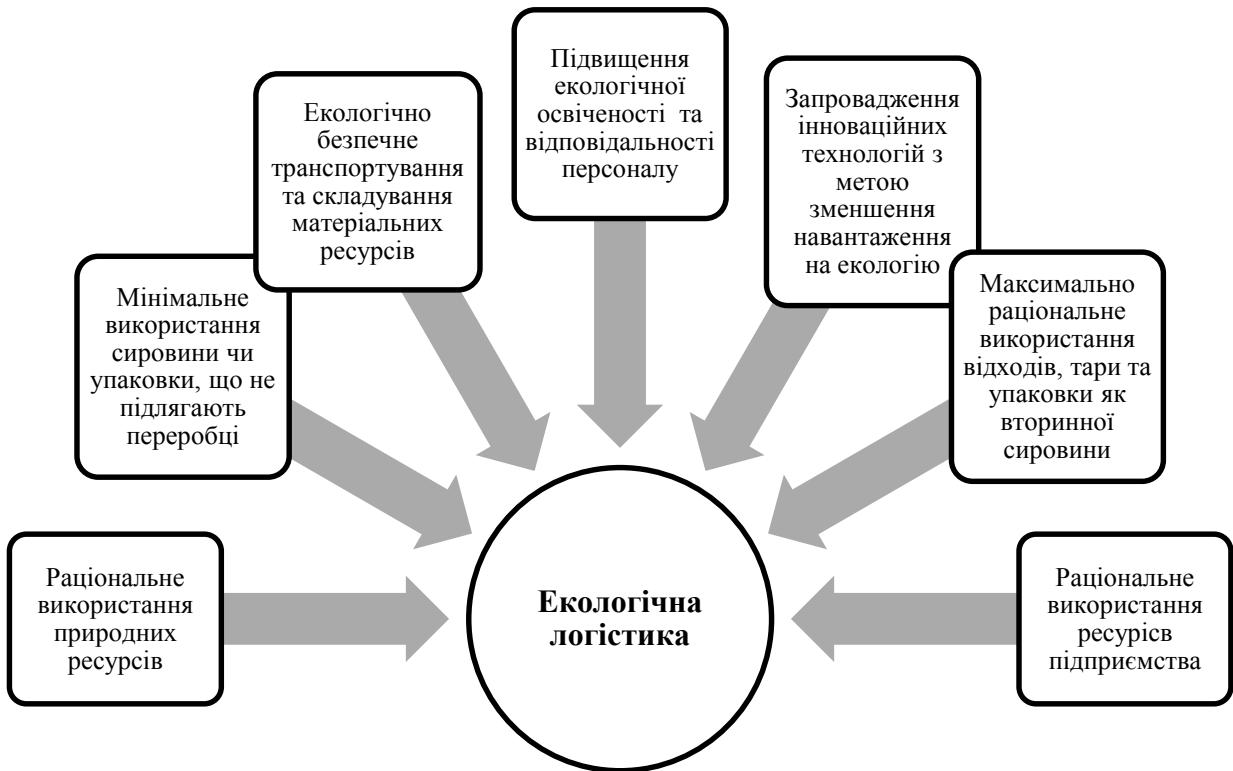 Раціональне
використання
природних
ресурсів
Мінімальне
використання
сировини чи
упаковки, що не
підлягають
переробці
Екологічно
безпечне
транспортування
та складування
матеріальних
ресурсів
Підвищення
екологічної
освіченості та
відповідальності
персоналу
Запровадження
інноваційних
технологій з
метою
зменшення
навантаження
на екологію
Максимально
раціональне
використання
відходів, тари та
упаковки як
вторинної
сировини
Раціональне
використання
ресурісв
підприємства
Екологічна
логістика